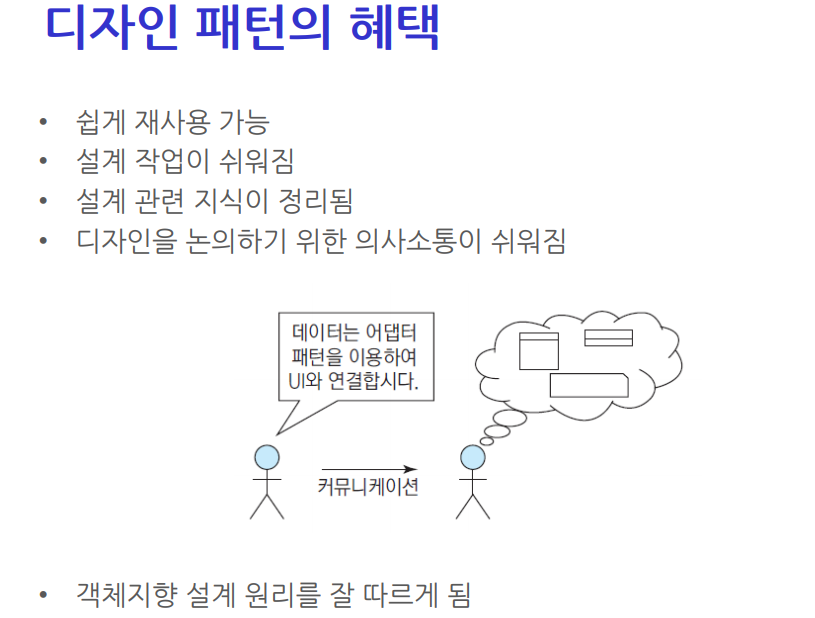 디자인 패턴의 혜택
• 쉽게 재사용 가능
• 설계 작업이 쉬워짐
• 설계 관련 지식이 정리됨
• 디자인을 논의하기 위한 의사소통이 쉬워짐
데이터는 어댑터
패턴을 이용하여
UI와 연결합시다.
커뮤니케이션
• 객체지향 설계 원리를 잘 따르게 됨